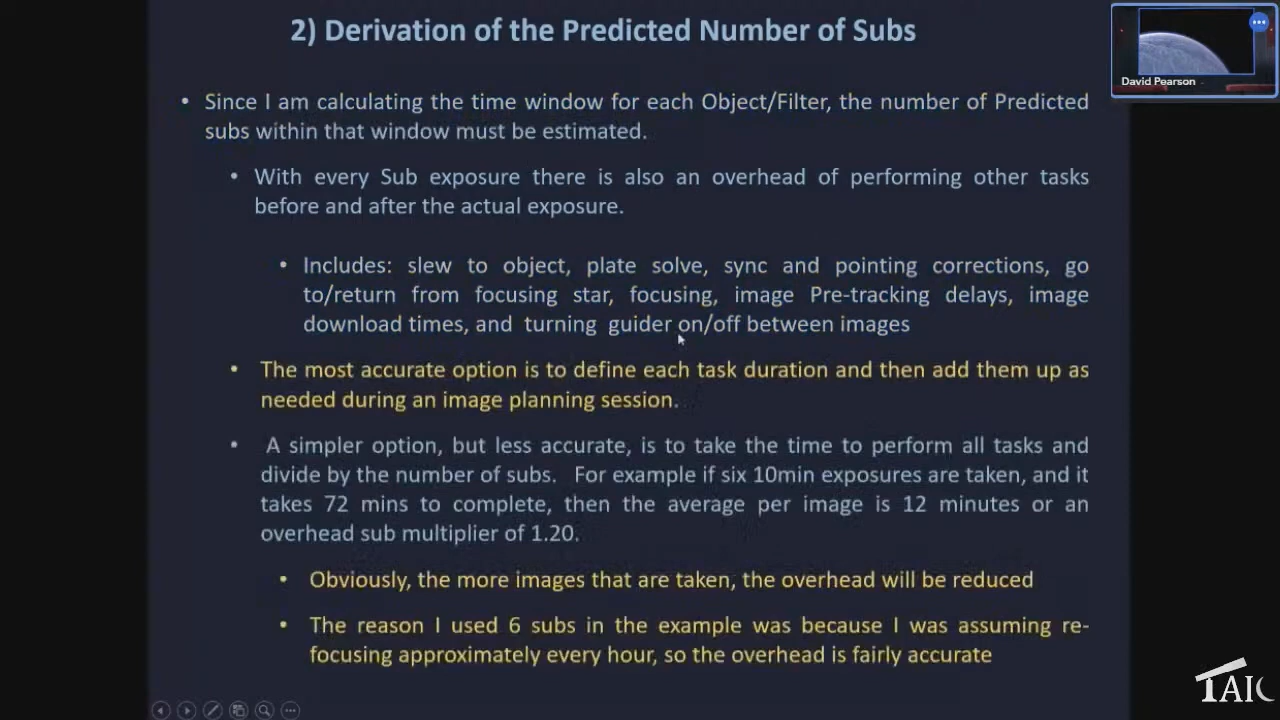 2) Derivation of the Predicted Number of Subs
David Pearson
• Since I am calculating the time window for each Object/Filter, the number of Predicted
subs within that window must be estimated.
• With every Sub exposure there is also an overhead of performing other tasks
before and after the actual exposure.
• Includes: slew to object, plate solve, sync and pointing corrections, go
to/return from focusing star, focusing, image Pre-tracking delays, image
download times, and turning guider on/off between images
• The most accurate option is to define each task duration and then add them up as
needed during an image planning session.
• A simpler option, but less accurate, is to take the time to perform all tasks and
divide by the number of subs. For example if six 10min exposures are taken, and it
takes 72 mins to complete, then the average per image is 12 minutes or an
overhead sub multiplier of 1.20.
• Obviously, the more images that are taken, the overhead will be reduced
• The reason I used 6 subs in the example was because I was assuming re-
focusing approximately every hour, so the overhead is fairly accurate
TAIC